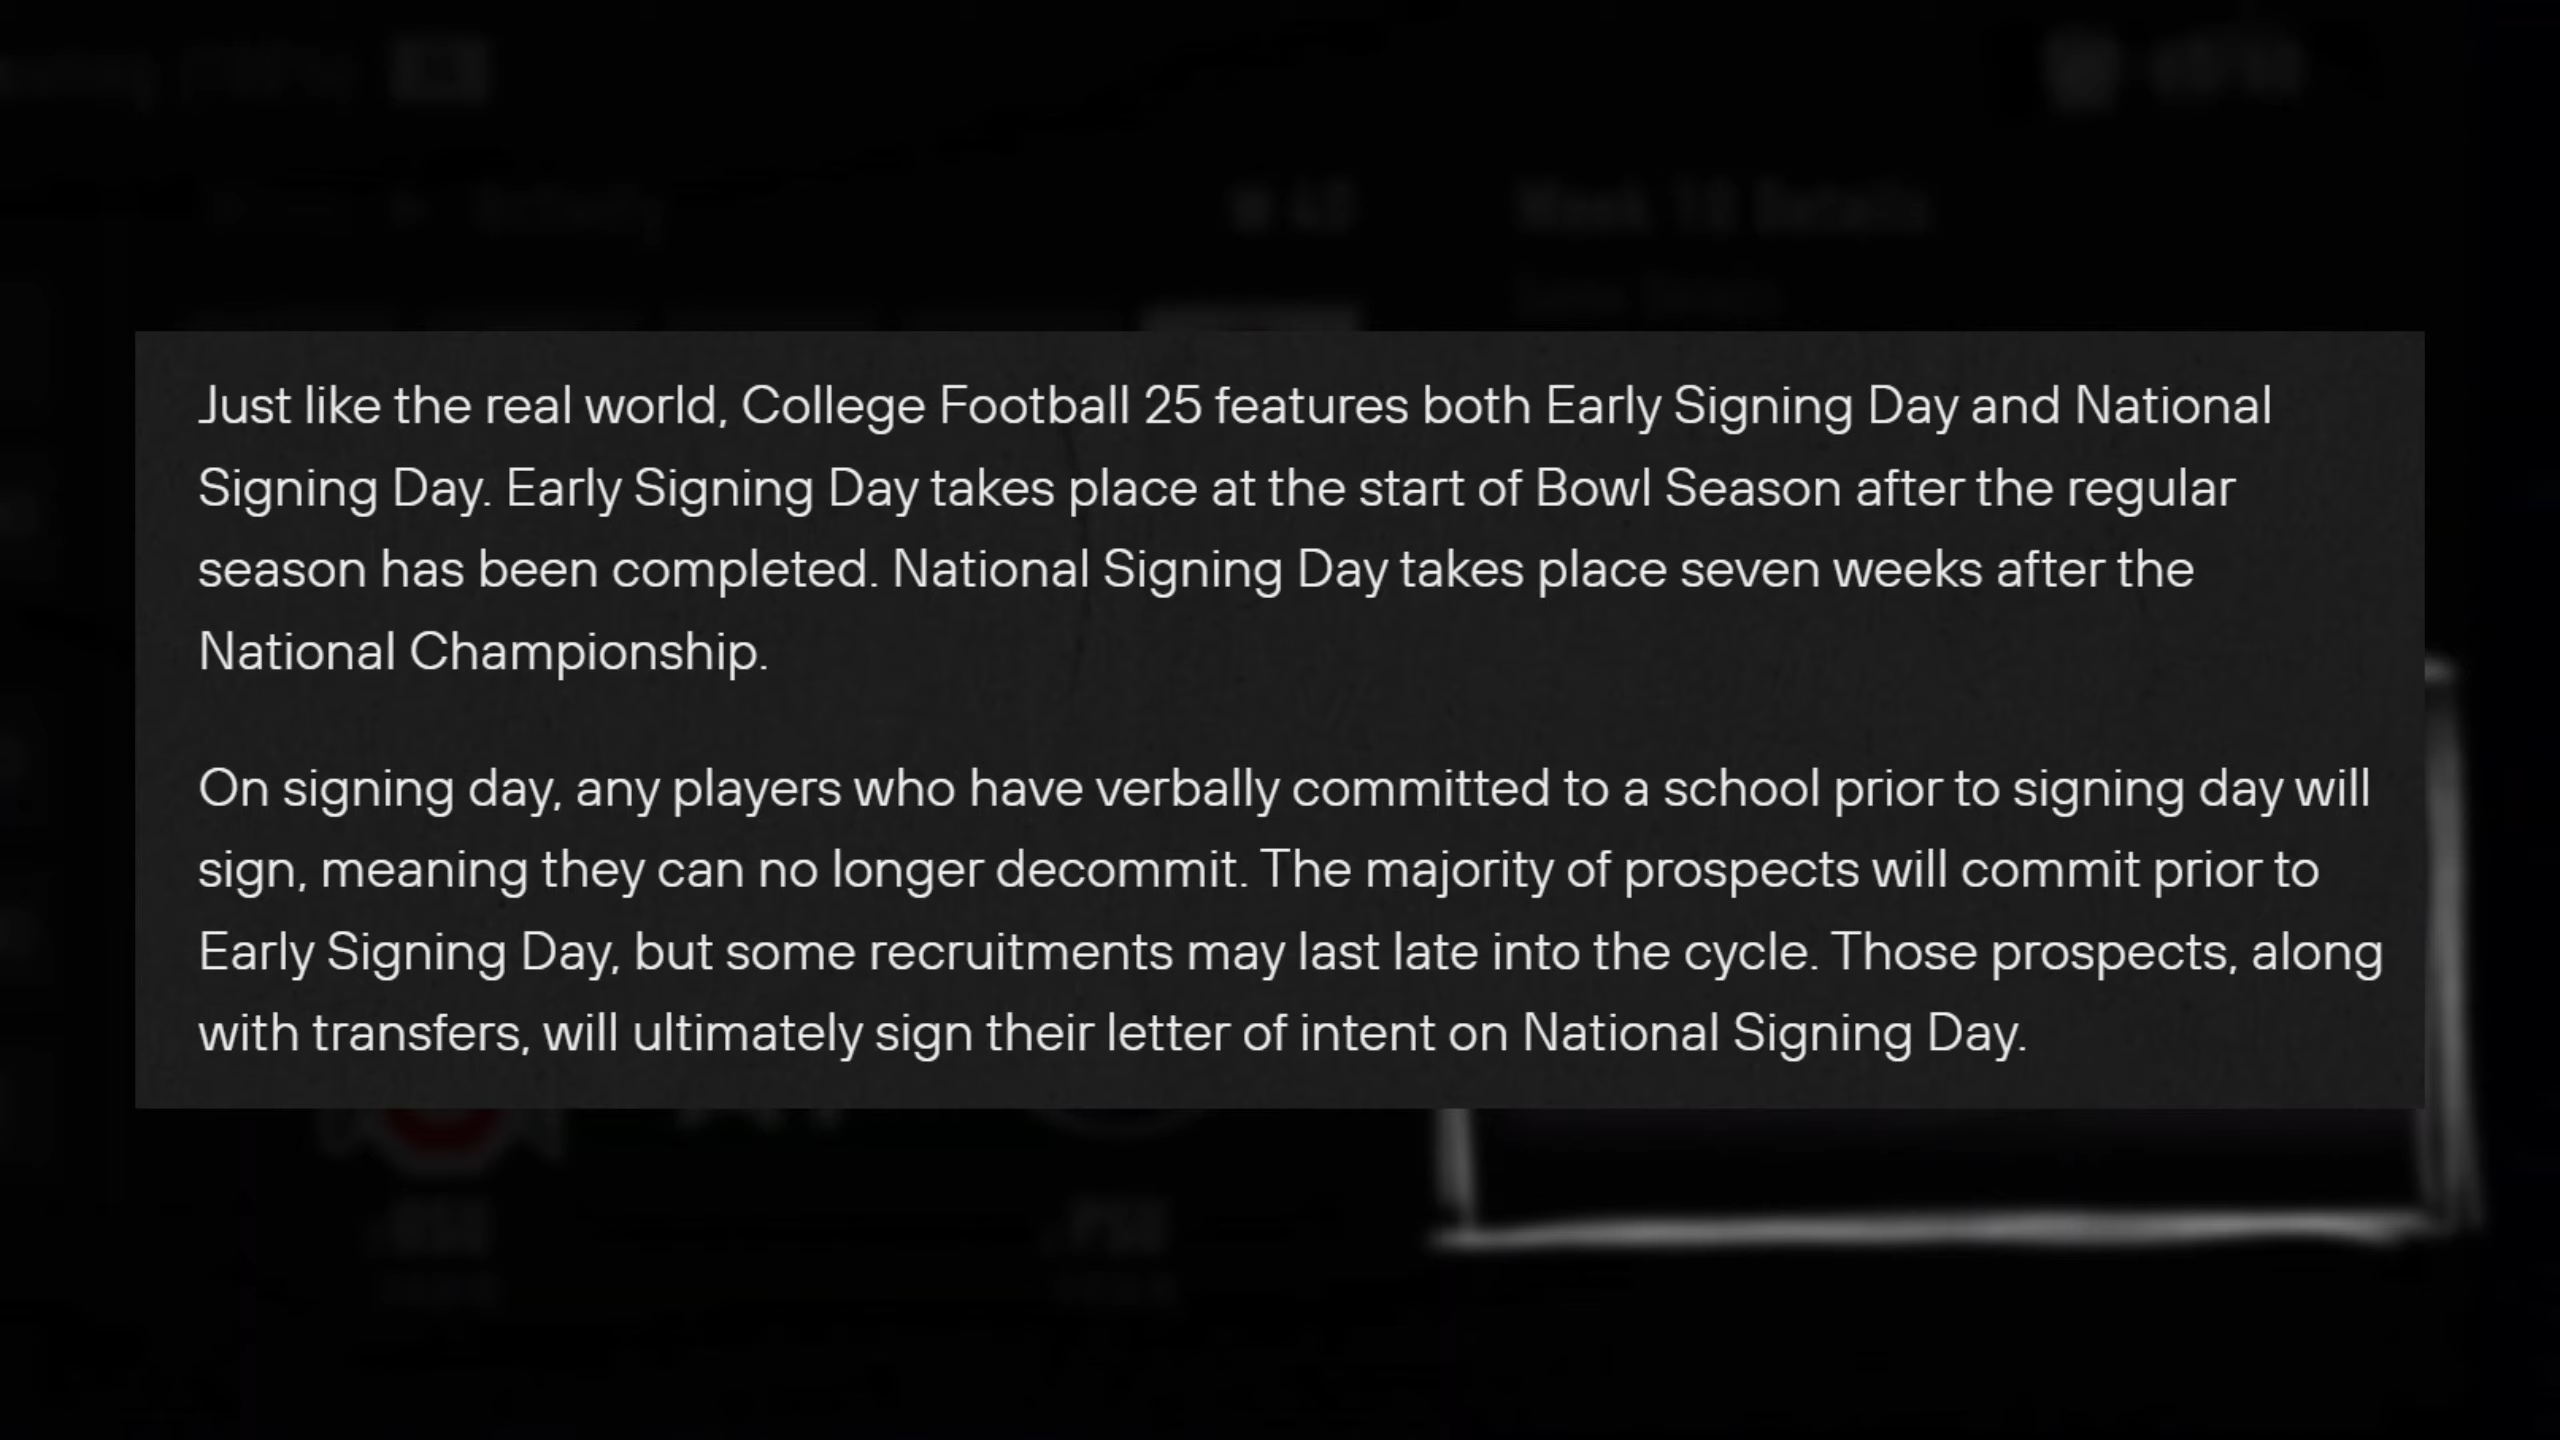 Week 10 Details
Just like the real world, College Football 25 features both Early Signing Day and National
Signing Day. Early Signing Day takes place at the start of Bowl Season after the regular
season has been completed. National Signing Day takes place seven weeks after the
National Championship.
On signing day, any players who have verbally committed to a school prior to signing day will
sign, meaning they can no longer decommit. The majority of prospects will commit prior to
Early Signing Day, but some recruitments may last late into the cycle. Those prospects, along
with transfers, will ultimately sign their letter of intent on National Signing Day.